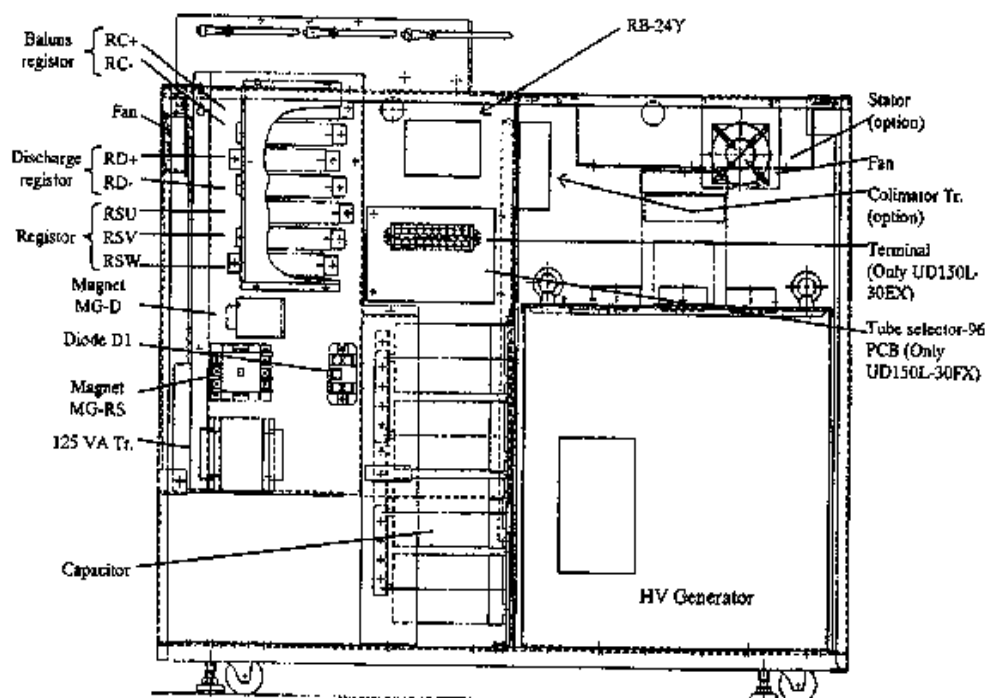 RB-24Y
Baluns
registor
RC+
RC-
Fan
Discharge
registor
RD+
RD-
Registor
RSU
RSV
RSW
Magnet
MG-D
Diode D1
Magnet
MG-RS
125 VA Tr.
Capacitor
Stator
(option)
Fan
Colimator Tr.
(option)
Terminal
(Only UD150L-
30EX)
Tube selector-96
PCB (Only
UD150L-30FX)
HV Generator